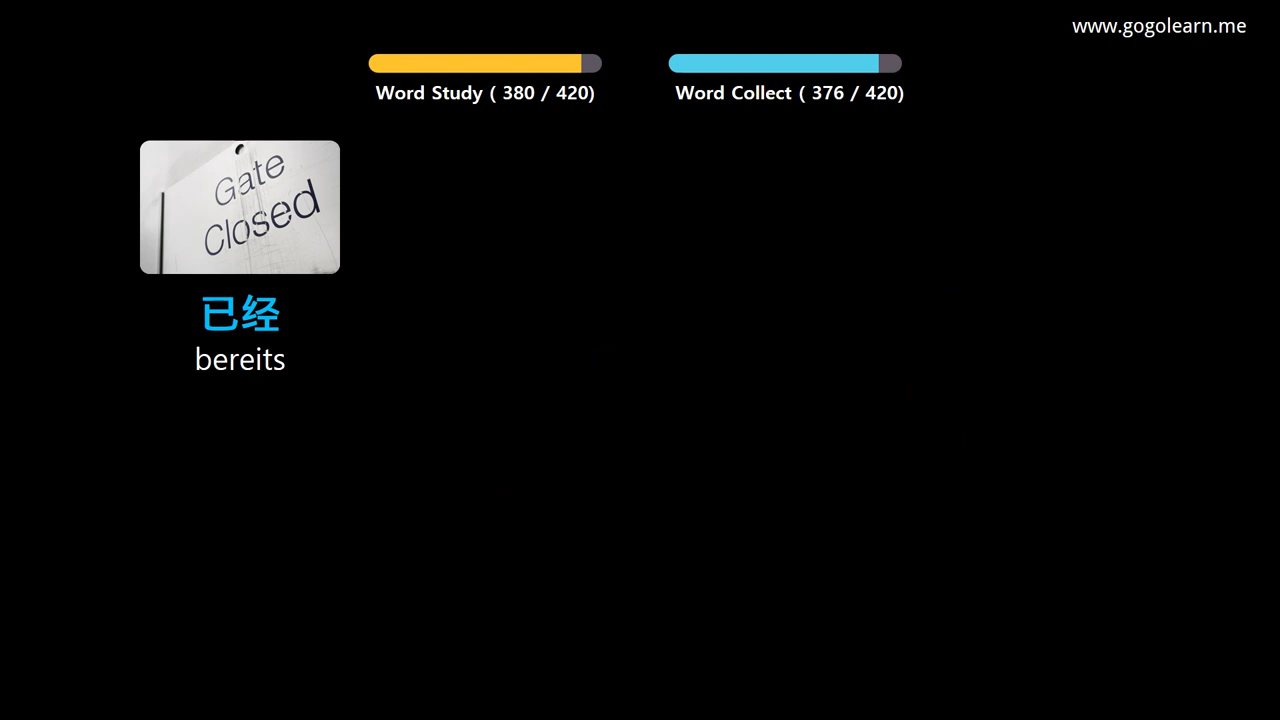 www.gogolearn.me
Word Study ( 380 / 420)
Word Collect ( 376 / 420)
Gate
Closed
已经
bereits